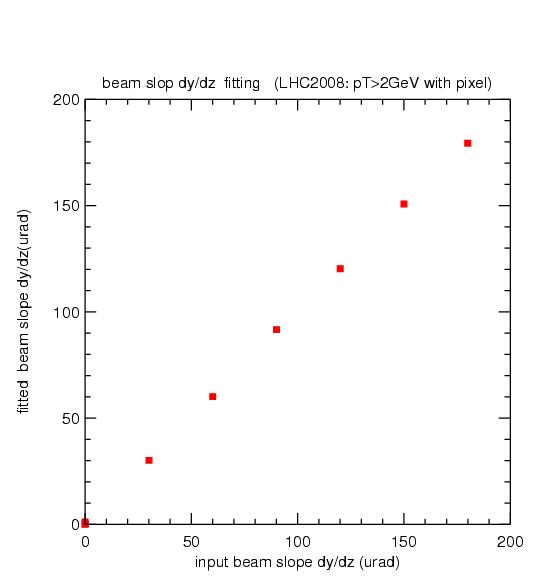 beam slop dy/dz fitting (LHC2008: pT>2GeV with pixel)
200
150
100
50
0
fitted beam slope dy/dz(urad)
0 50 100 150 200
input beam slope dy/dz (urad)